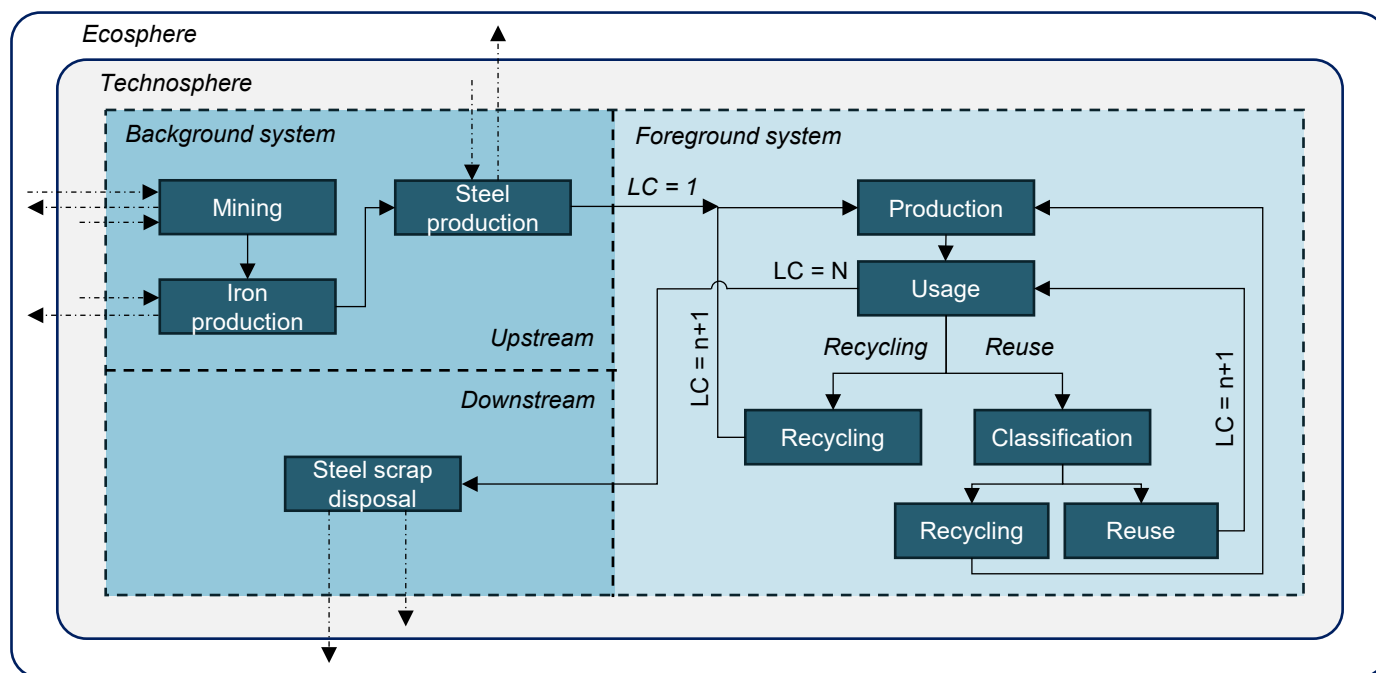 Ecosphere
Technosphere
Background system
Foreground system
Mining
Steel
production
LC = 1
Production
Iron
production
LC = N
Usage
Upstream
Recycling
Reuse
LC = n+1
LC = n+1
Downstream
Recycling
Classification
Steel scrap
disposal
Recycling
Reuse